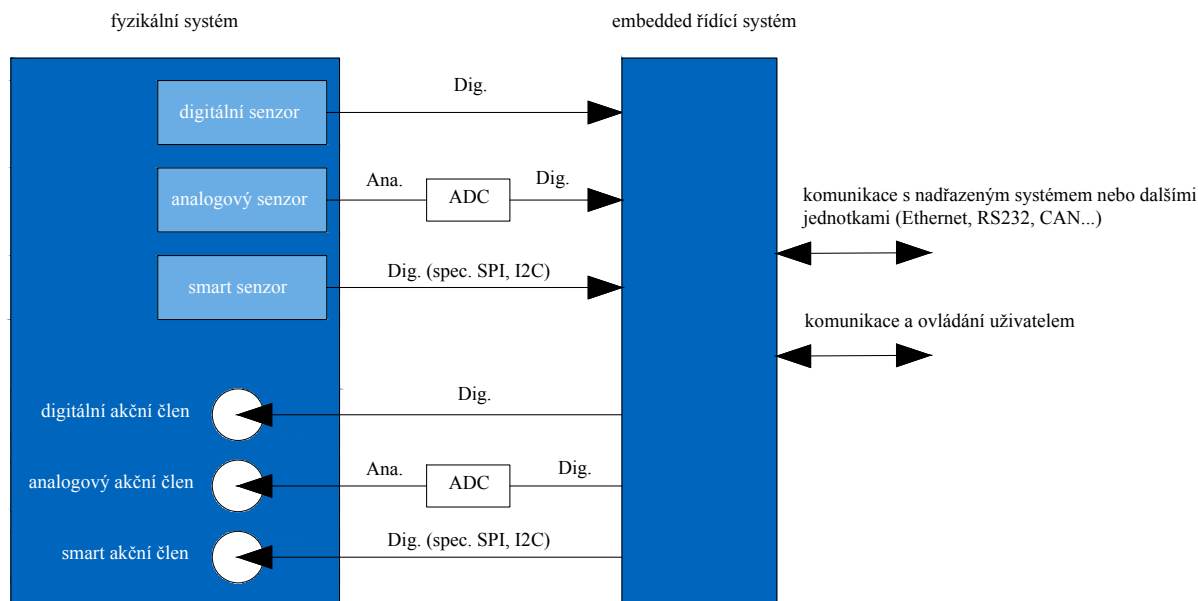 fyzikální systém
embedded řídící systém
digitální senzor
Dig.
analogový senzor
Ana.
ADC
Dig.
smart senzor
Dig. (spec. SPI, I2C)
komunikace s nadřazeným systémem nebo dalšími
jednotkami (Ethernet, RS232, CAN...)
komunikace a ovládání uživatelem
digitální akční člen
Dig.
analogový akční člen
Ana.
ADC
Dig.
smart akční člen
Dig. (spec. SPI, I2C)